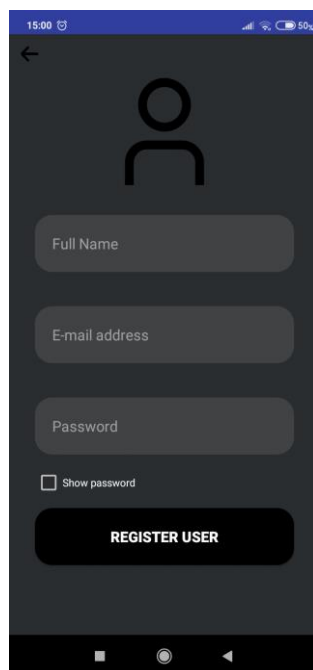 15:00
50%
Full Name
E-mail address
Password
Show password
REGISTER USER